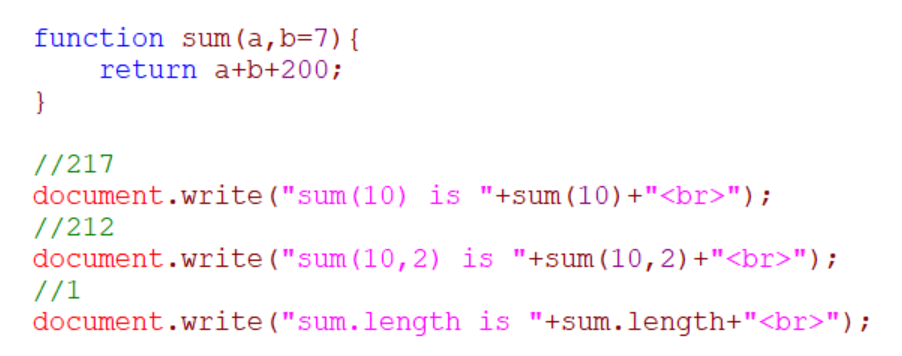 function sum(a,b=7){
    return a+b+200;
}

//217
document.write("sum(10) is "+sum(10)+"<br>");
//212
document.write("sum(10,2) is "+sum(10,2)+"<br>");
//1
document.write("sum.length is "+sum.length+"<br>");